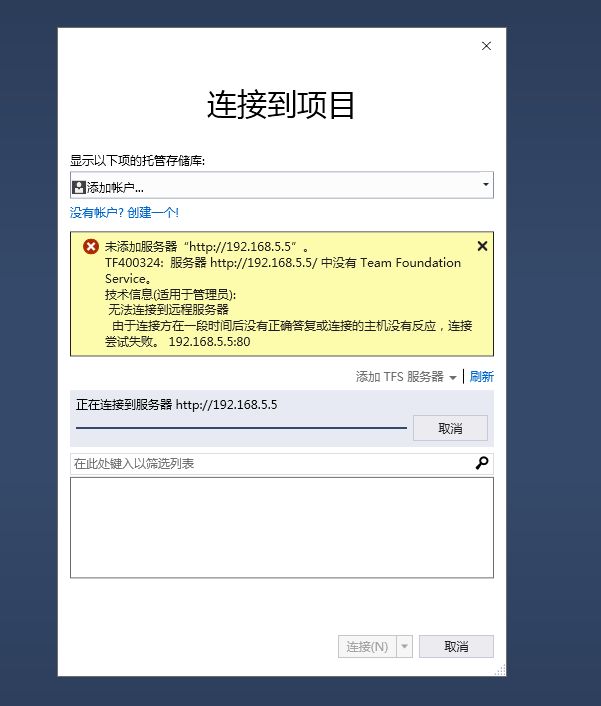 连接到项目
显示以下项的托管存储库:
添加帐户...
没有帐户? 创建一个!
未添加服务器“http://192.168.5.5”。
TF400324: 服务器 http://192.168.5.5/ 中没有 Team Foundation
Service。
技术信息(适用于管理员):
无法连接到远程服务器
由于连接方在一段时间后没有正确答复或连接的主机没有反应，连接
尝试失败。 192.168.5.5:80
添加 TFS 服务器 刷新
正在连接到服务器 http://192.168.5.5
取消
在此处键入以筛选列表
连接(N) 取消